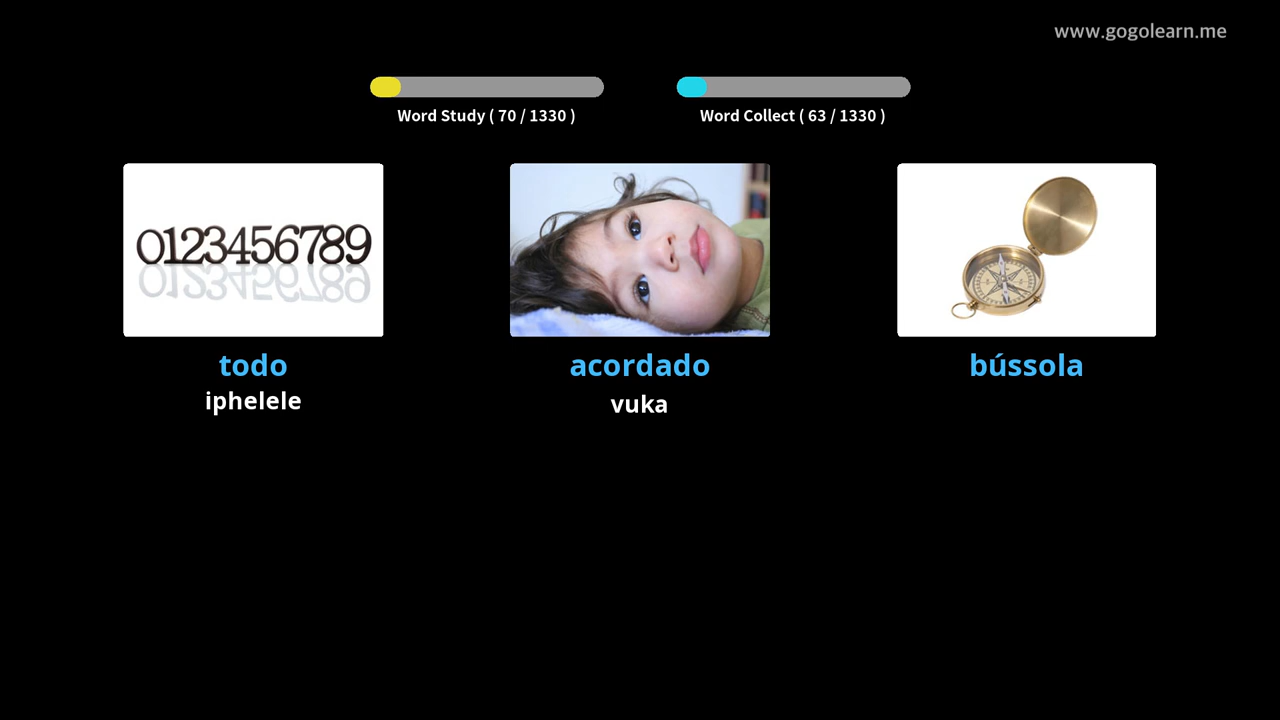 www.gogolearn.me
Word Study ( 70 / 1330 )
Word Collect ( 63 / 1330 )
0123456789
todo
acordado
bússola
iphelele
vuka